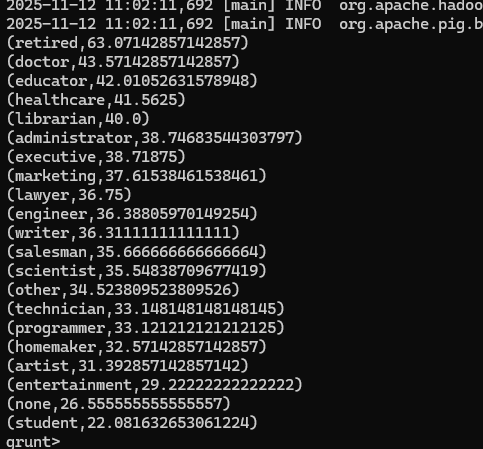 2025-11-12 11:02:11,692 [main] INFO  org.apache.hadoo
2025-11-12 11:02:11,692 [main] INFO  org.apache.pig.b
(retired,63.07142857142857)
(doctor,43.57142857142857)
(educator,42.01052631578948)
(healthcare,41.5625)
(librarian,40.0)
(administrator,38.74683544303797)
(executive,38.71875)
(marketing,37.61538461538461)
(lawyer,36.75)
(engineer,36.38805970149254)
(writer,36.31111111111111)
(salesman,35.666666666666664)
(scientist,35.54838709677419)
(other,34.523809523809526)
(technician,33.148148148148145)
(programmer,33.121212121212125)
(homemaker,32.57142857142857)
(artist,31.392857142857142)
(entertainment,29.22222222222222)
(none,26.555555555555557)
(student,22.081632653061224)
grunt>